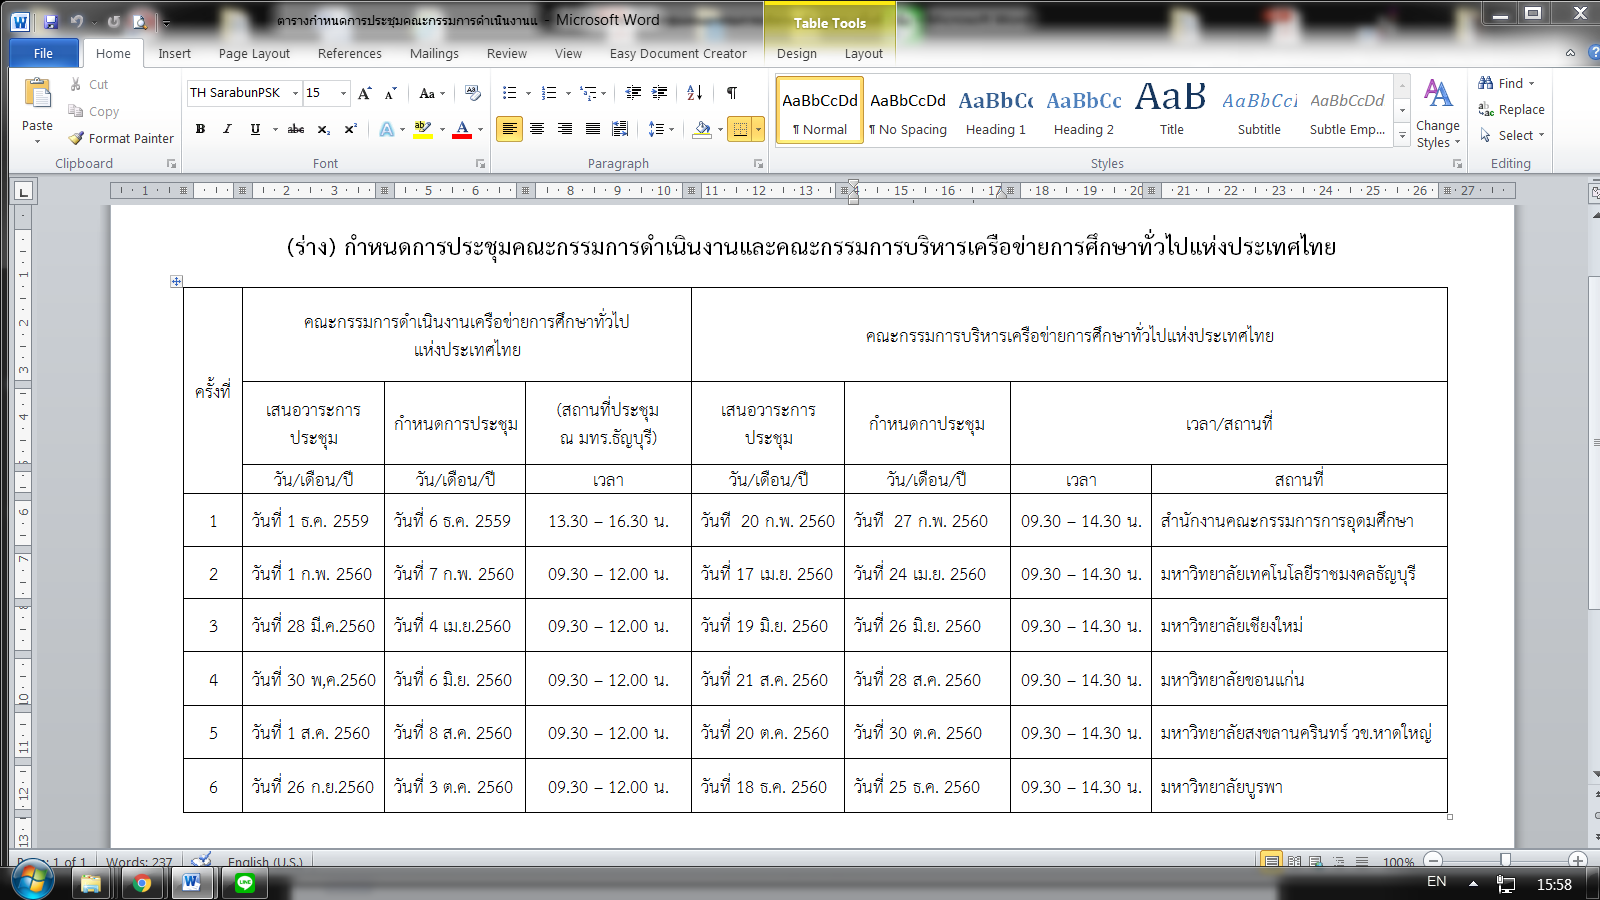 ตารางกำหนดการประชุมคณะกรรมการดำเนินงานแ - Microsoft Word
Table Tools
File Home Insert Page Layout References Mailings Review View Easy Document Creator Design Layout
Paste
Cut
Copy
Format Painter
Clipboard
TH SarabunPSK 15
Font
Paragraph
AaBbCcDd AaBbCcDd AaBbCc AaBbCc AaB AaBbCcI AaBbCcDd
¶ Normal ¶ No Spacing Heading 1 Heading 2 Title Subtitle Subtle Emp...
Styles
Change Styles
Find
Replace
Select
Editing
(ร่าง) กำหนดการประชุมคณะกรรมการดำเนินงานและคณะกรรมการบริหารเครือข่ายการศึกษาทั่วไปแห่งประเทศไทย
ครั้งที่
คณะกรรมการดำเนินงานเครือข่ายการศึกษาทั่วไป
แห่งประเทศไทย
คณะกรรมการบริหารเครือข่ายการศึกษาทั่วไปแห่งประเทศไทย
เสนอวาระการ
ประชุม
กำหนดการประชุม
(สถานที่ประชุม
ณ มทร.ธัญบุรี)
เสนอวาระการ
ประชุม
กำหนดกาประชุม
เวลา/สถานที่
วัน/เดือน/ปี วัน/เดือน/ปี เวลา วัน/เดือน/ปี วัน/เดือน/ปี เวลา สถานที่
1 วันที่ 1 ธ.ค. 2559 วันที่ 6 ธ.ค. 2559 13.30 – 16.30 น. วันที่ 20 ก.พ. 2560 วันที่ 27 ก.พ. 2560 09.30 – 14.30 น. สำนักงานคณะกรรมการการอุดมศึกษา
2 วันที่ 1 ก.พ. 2560 วันที่ 7 ก.พ. 2560 09.30 – 12.00 น. วันที่ 17 เม.ย. 2560 วันที่ 24 เม.ย. 2560 09.30 – 14.30 น. มหาวิทยาลัยเทคโนโลยีราชมงคลธัญบุรี
3 วันที่ 28 มี.ค.2560 วันที่ 4 เม.ย.2560 09.30 – 12.00 น. วันที่ 19 มิ.ย. 2560 วันที่ 26 มิ.ย. 2560 09.30 – 14.30 น. มหาวิทยาลัยเชียงใหม่
4 วันที่ 30 พ,ค.2560 วันที่ 6 มิ.ย. 2560 09.30 – 12.00 น. วันที่ 21 ส.ค. 2560 วันที่ 28 ส.ค. 2560 09.30 – 14.30 น. มหาวิทยาลัยขอนแก่น
5 วันที่ 1 ส.ค. 2560 วันที่ 8 ส.ค. 2560 09.30 – 12.00 น. วันที่ 20 ต.ค. 2560 วันที่ 30 ต.ค. 2560 09.30 – 14.30 น. มหาวิทยาลัยสงขลานครินทร์ วข.หาดใหญ่
6 วันที่ 26 ก.ย.2560 วันที่ 3 ต.ค. 2560 09.30 – 12.00 น. วันที่ 18 ธ.ค. 2560 วันที่ 25 ธ.ค. 2560 09.30 – 14.30 น. มหาวิทยาลัยบูรพา
Page: 1 of 1 Words: 237 English (U.S.) 100%
EN 15:58